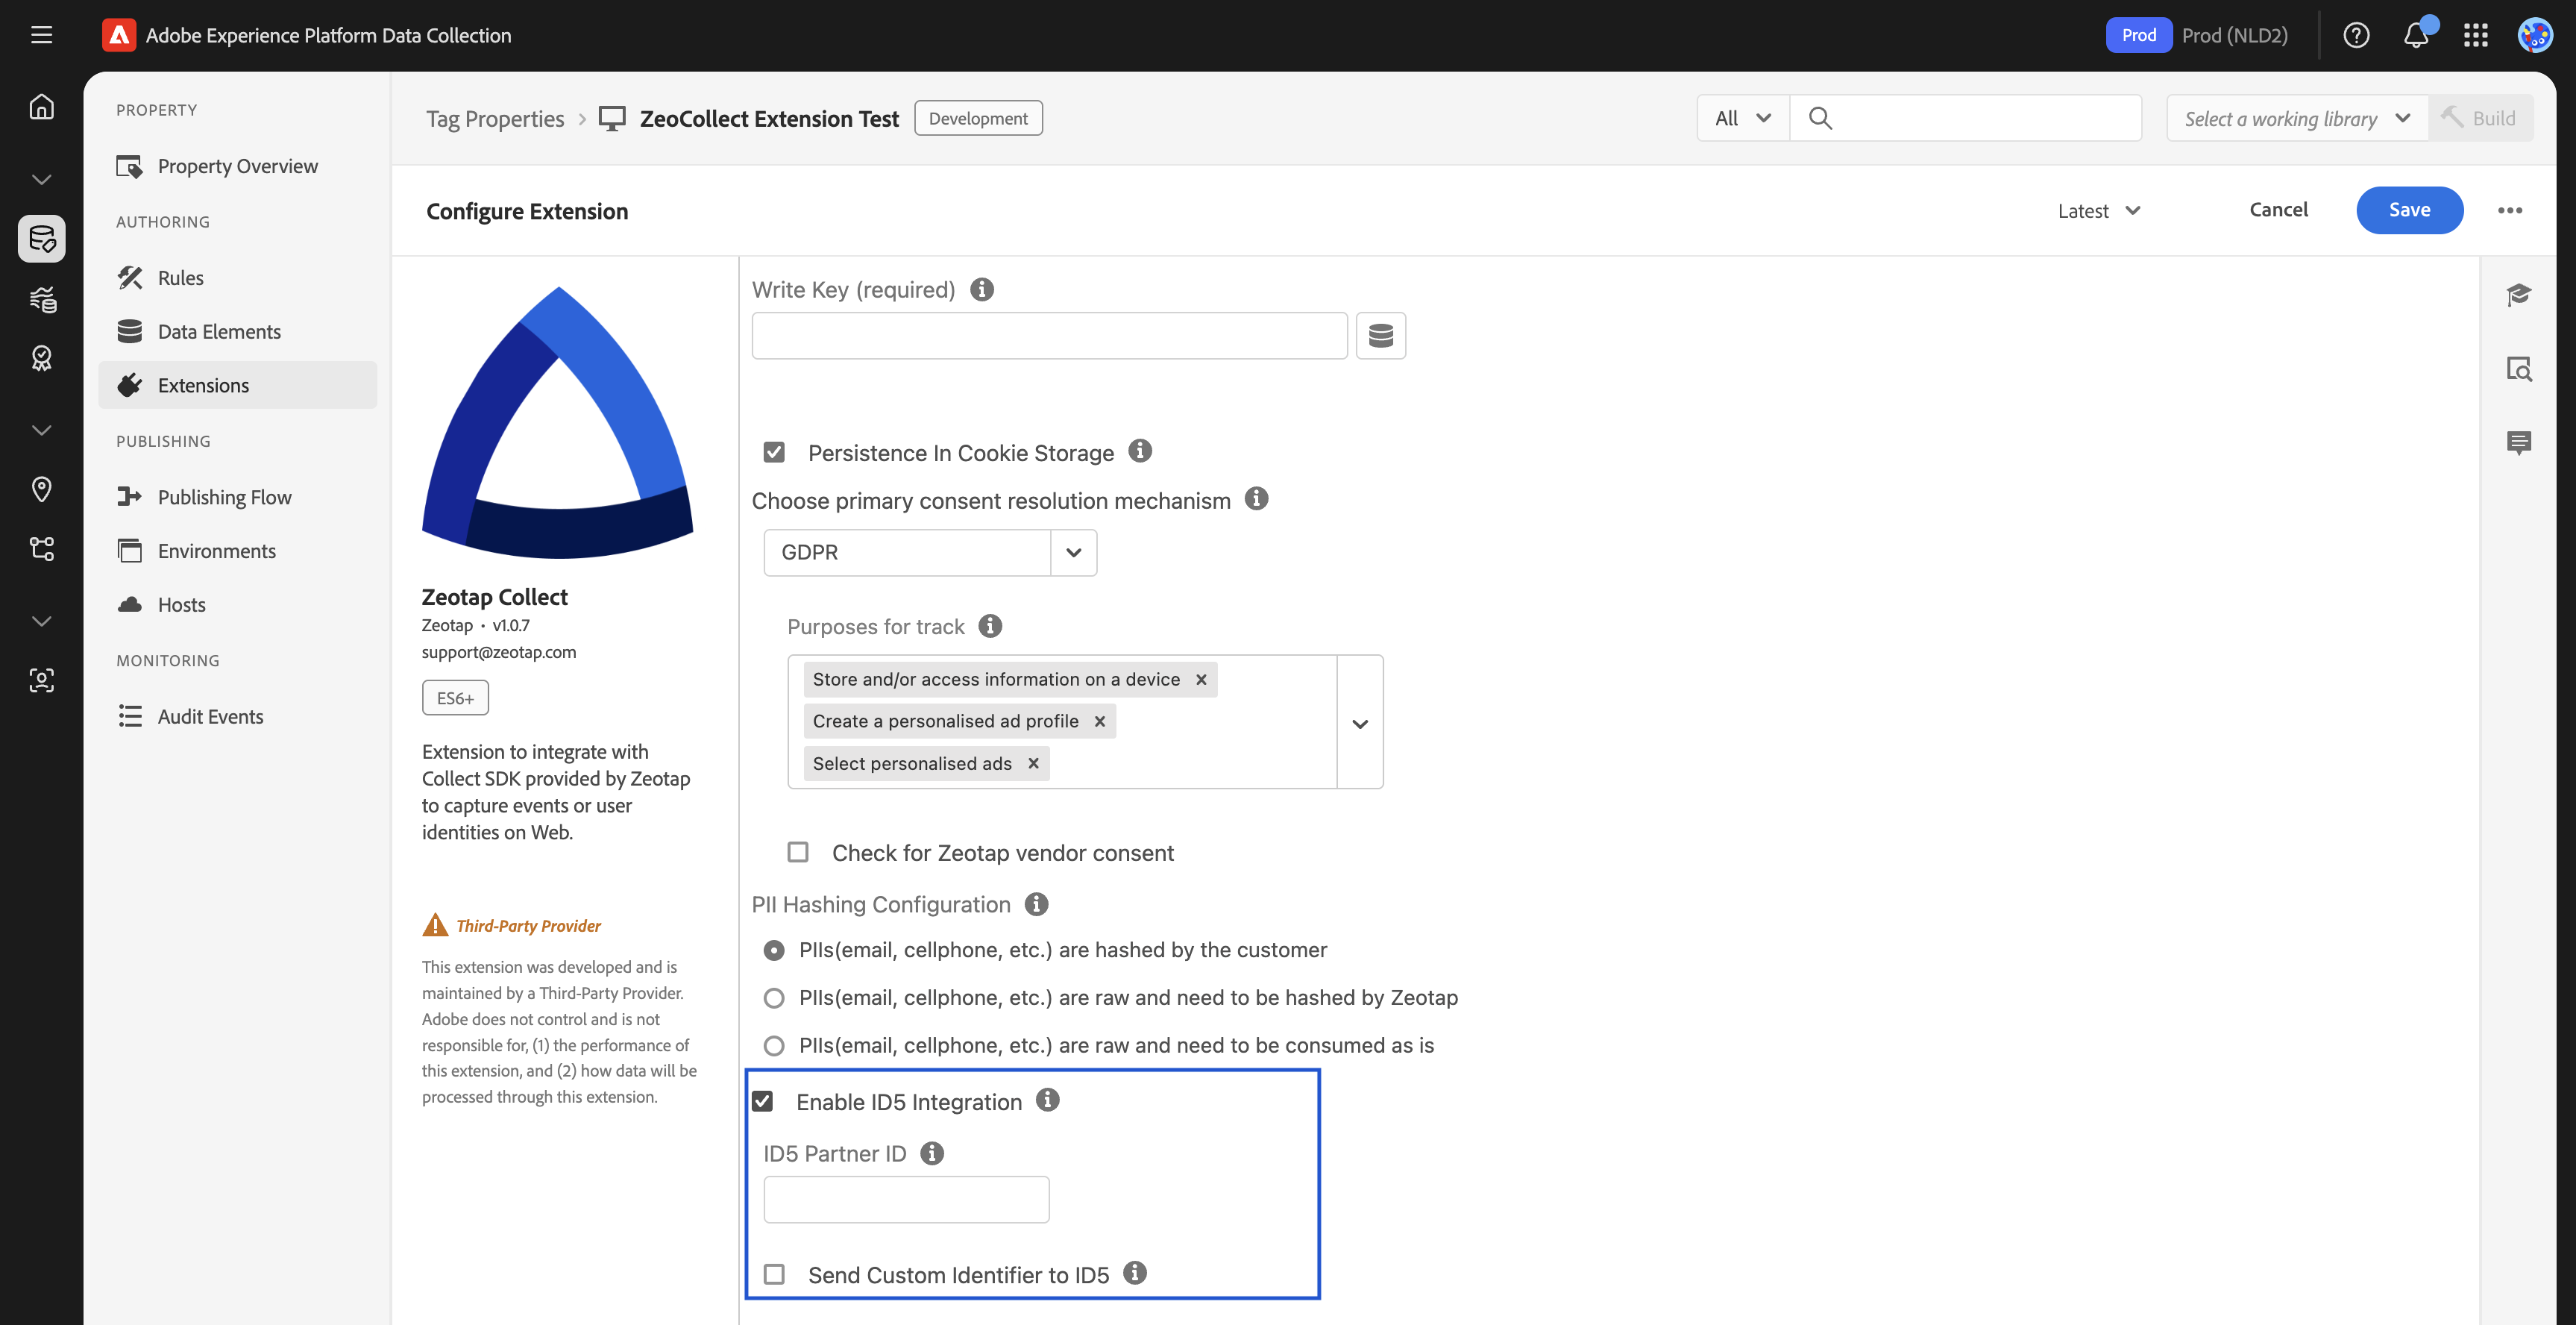 Adobe Experience Platform Data Collection
Prod
Prod (NLD2)
PROPERTY
Property Overview
AUTHORING
Rules
Data Elements
Extensions
PUBLISHING
Publishing Flow
Environments
Hosts
MONITORING
Audit Events
Tag Properties
ZeoCollect Extension Test
Development
All
Select a working library
Build
Configure Extension
Latest
Cancel
Save
Zeotap Collect
Zeotap • v1.0.7
support@zeotap.com
ES6+
Extension to integrate with
Collect SDK provided by Zeotap
to capture events or user
identities on Web.
Third-Party Provider
This extension was developed and is
maintained by a Third-Party Provider.
Adobe does not control and is not
responsible for, (1) the performance of
this extension, and (2) how data will be
processed through this extension.
Write Key (required)
Persistence In Cookie Storage
Choose primary consent resolution mechanism
GDPR
Purposes for track
Store and/or access information on a device
Create a personalised ad profile
Select personalised ads
Check for Zeotap vendor consent
PII Hashing Configuration
PIIs(email, cellphone, etc.) are hashed by the customer
PIIs(email, cellphone, etc.) are raw and need to be hashed by Zeotap
PIIs(email, cellphone, etc.) are raw and need to be consumed as is
Enable ID5 Integration
ID5 Partner ID
Send Custom Identifier to ID5